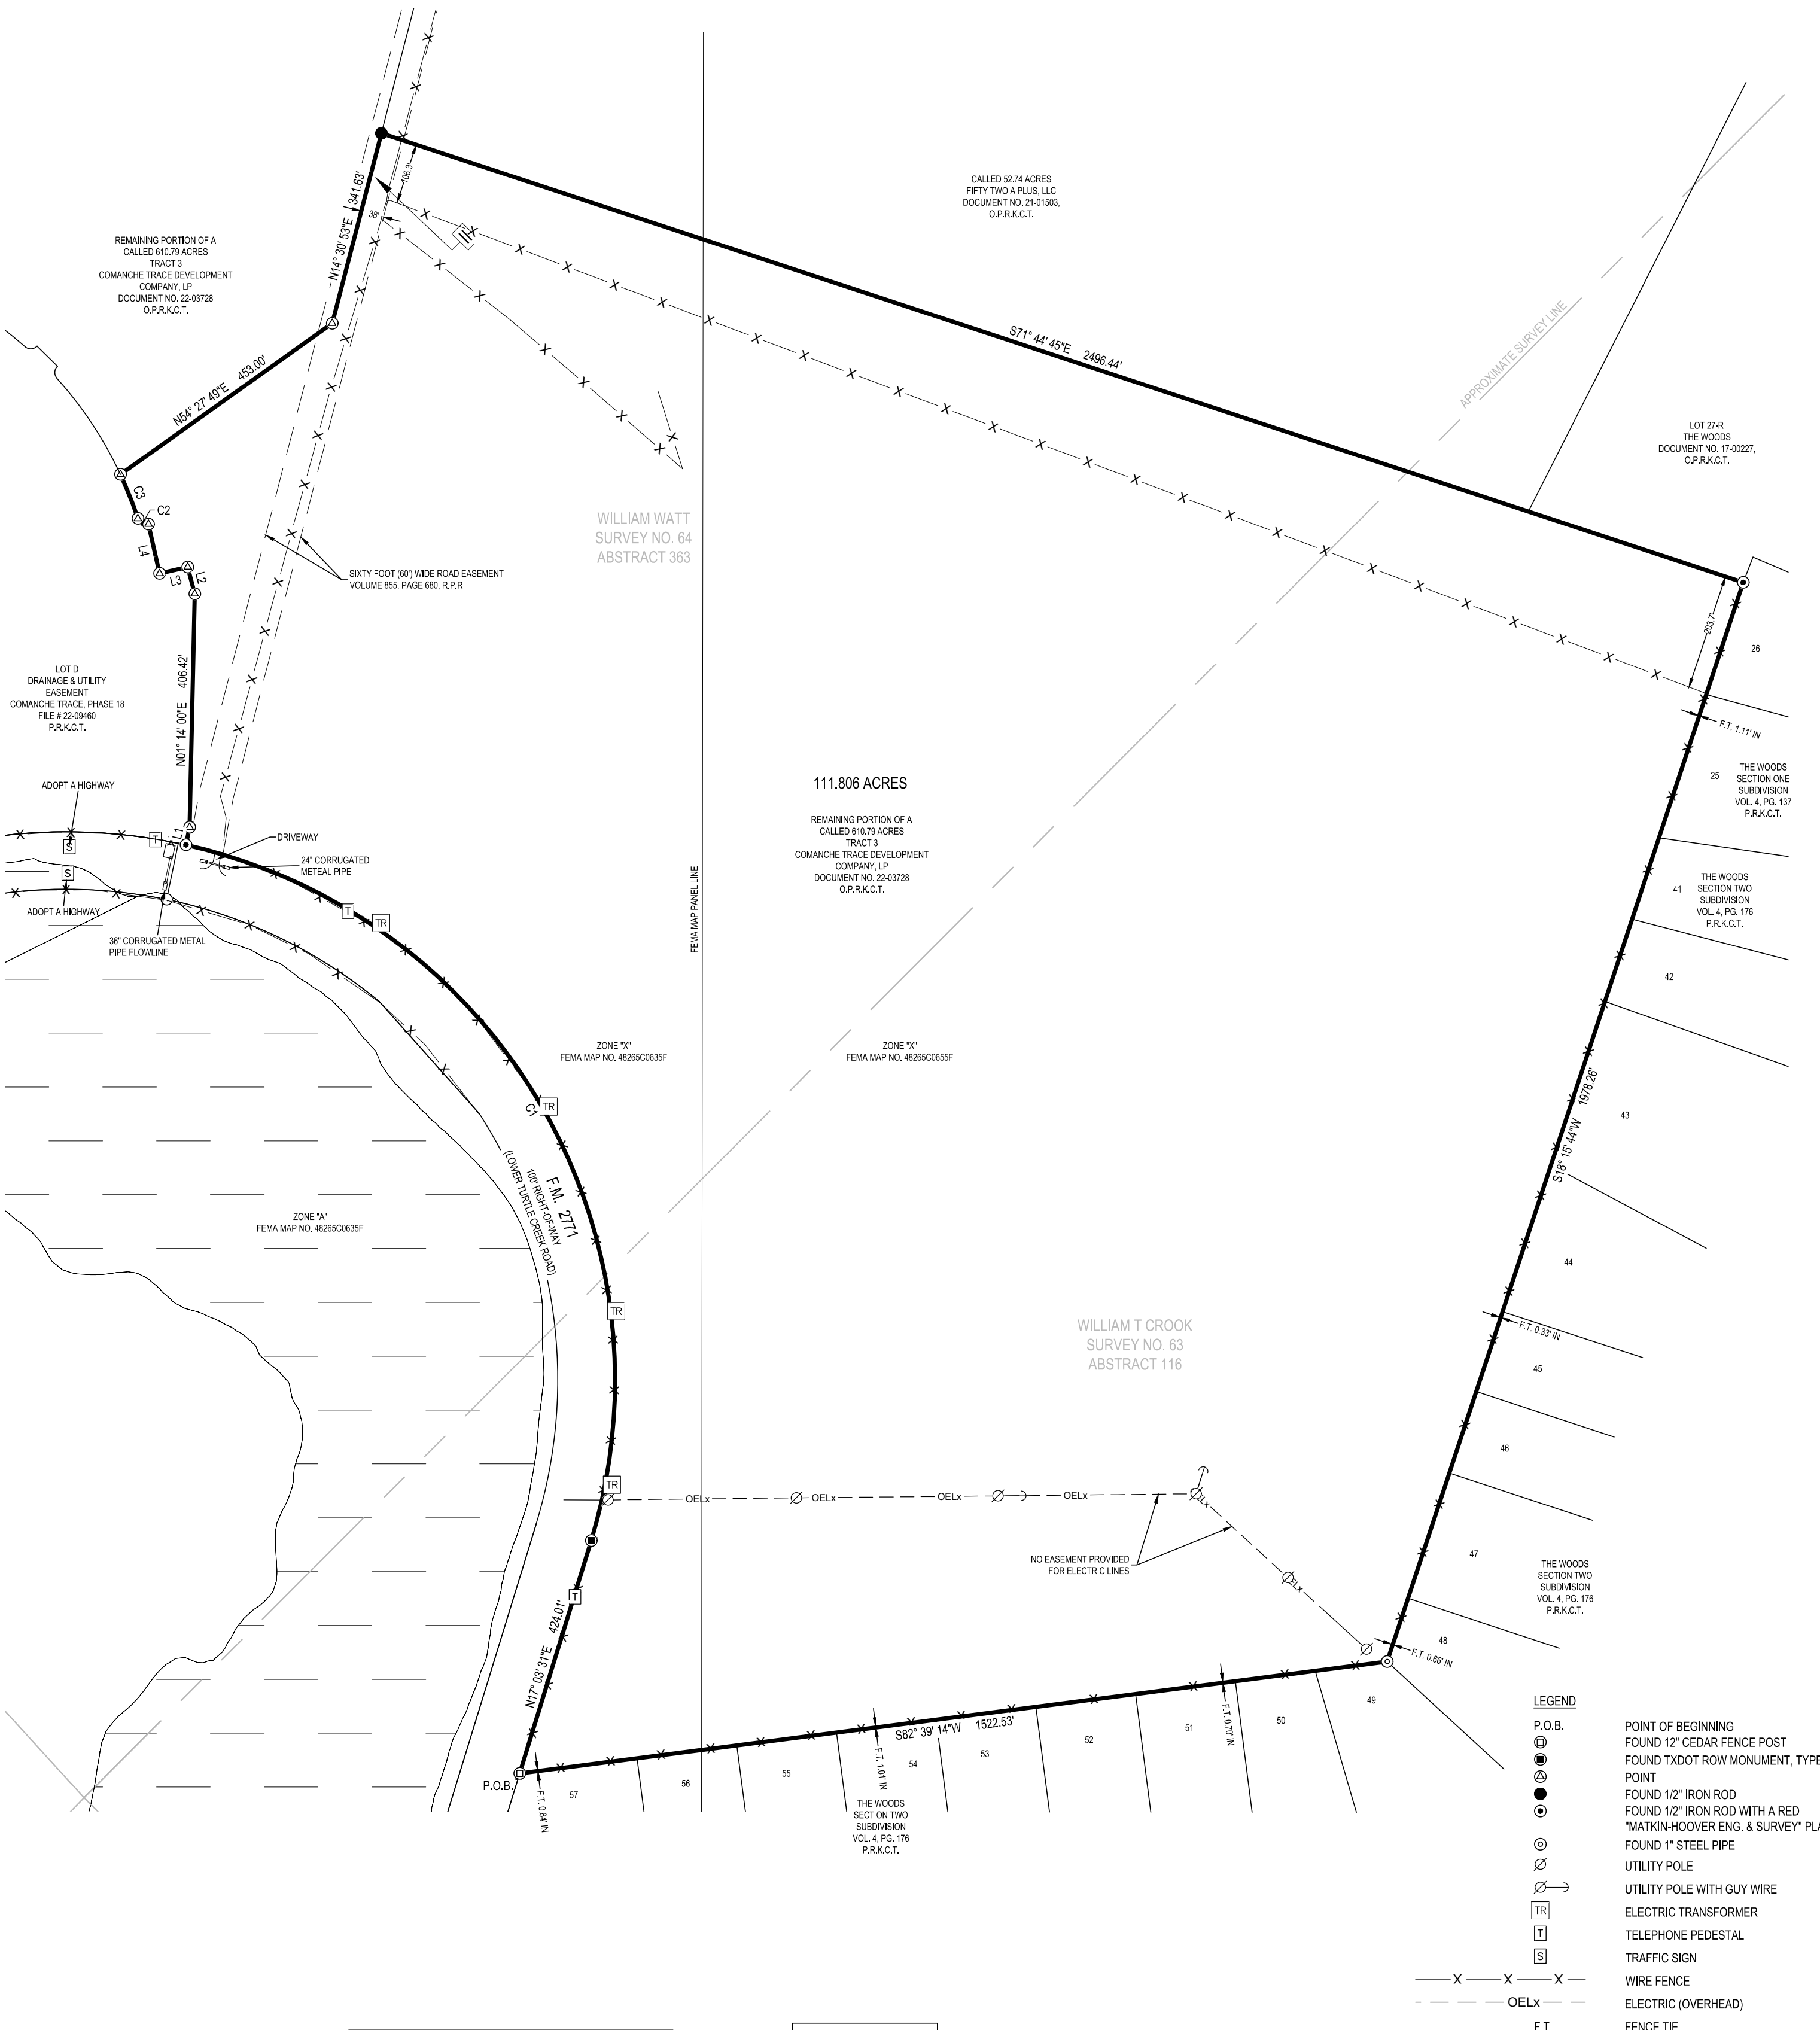 CALLED 52.74 ACRES
FIFTY TWO A PLUS, LLC
DOCUMENT NO. 21-01503,
O.P.R.K.C.T.
106.3'
N14° 30' 53"E 341.63'
38'
REMAINING PORTION OF A
CALLED 610.79 ACRES
TRACT 3
COMANCHE TRACE DEVELOPMENT
COMPANY, LP
DOCUMENT NO. 22-03728
O.P.R.K.C.T.
S71° 44' 45"E 2496.44'
APPROXIMATE SURVEY LINE
N54° 27' 49"E 453.00'
LOT 27-R
THE WOODS
DOCUMENT NO. 17-00227,
O.P.R.K.C.T.
C3
C2
L4
L3
L2
WILLIAM WATT
SURVEY NO. 64
ABSTRACT 363
SIXTY FOOT (60') WIDE ROAD EASEMENT
VOLUME 855, PAGE 680, R.P.R
203.7'
26
LOT D
DRAINAGE & UTILITY
EASEMENT
COMANCHE TRACE, PHASE 18
FILE # 22-09460
P.R.K.C.T.
N01° 14' 00"E 406.42'
F.T. 1.11' IN
25
THE WOODS
SECTION ONE
SUBDIVISION
VOL. 4, PG. 137
P.R.K.C.T.
ADOPT A HIGHWAY
111.806 ACRES
REMAINING PORTION OF A
CALLED 610.79 ACRES
TRACT 3
COMANCHE TRACE DEVELOPMENT
COMPANY, LP
DOCUMENT NO. 22-03728
O.P.R.K.C.T.
S
T
L1
DRIVEWAY
24" CORRUGATED
METEAL PIPE
S
ADOPT A HIGHWAY
T
TR
36" CORRUGATED METAL
PIPE FLOWLINE
FEMA MAP PANEL LINE
41
THE WOODS
SECTION TWO
SUBDIVISION
VOL. 4, PG. 176
P.R.K.C.T.
42
ZONE "X"
FEMA MAP NO. 48265C0635F
ZONE "X"
FEMA MAP NO. 48265C0655F
C1
TR
S18° 15' 44"W 1978.26'
43
F.M. 2771
100' RIGHT-OF-WAY
(LOWER TURTLE CREEK ROAD)
ZONE "A"
FEMA MAP NO. 48265C0635F
44
TR
WILLIAM T CROOK
SURVEY NO. 63
ABSTRACT 116
F.T. 0.33' IN
45
46
TR
OELx
OELx
OELx
OELx
NO EASEMENT PROVIDED
FOR ELECTRIC LINES
47
THE WOODS
SECTION TWO
SUBDIVISION
VOL. 4, PG. 176
P.R.K.C.T.
T
N17° 03' 31"E 424.01'
48
F.T. 0.66' IN
S82° 39' 14"W 1522.53'
49
50
F.T. 0.70' IN
51
52
53
54
F.T. 1.01' IN
55
56
57
F.T. 0.84' IN
P.O.B.
THE WOODS
SECTION TWO
SUBDIVISION
VOL. 4, PG. 176
P.R.K.C.T.
LEGEND
P.O.B. POINT OF BEGINNING
FOUND 12" CEDAR FENCE POST
FOUND TXDOT ROW MONUMENT, TYPE
POINT
FOUND 1/2" IRON ROD
FOUND 1/2" IRON ROD WITH A RED
"MATKIN-HOOVER ENG. & SURVEY"
FOUND 1" STEEL PIPE
UTILITY POLE
UTILITY POLE WITH GUY WIRE
TR ELECTRIC TRANSFORMER
T TELEPHONE PEDESTAL
S TRAFFIC SIGN
X X X WIRE FENCE
OELx ELECTRIC (OVERHEAD)
F.T. FENCE TIE